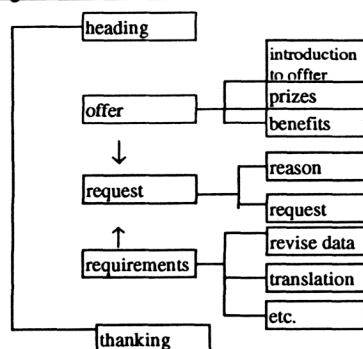 heading
introduction
to offter
offer
prizes
benefits
reason
request
request
revise data
requirements
translation
etc.
thanking